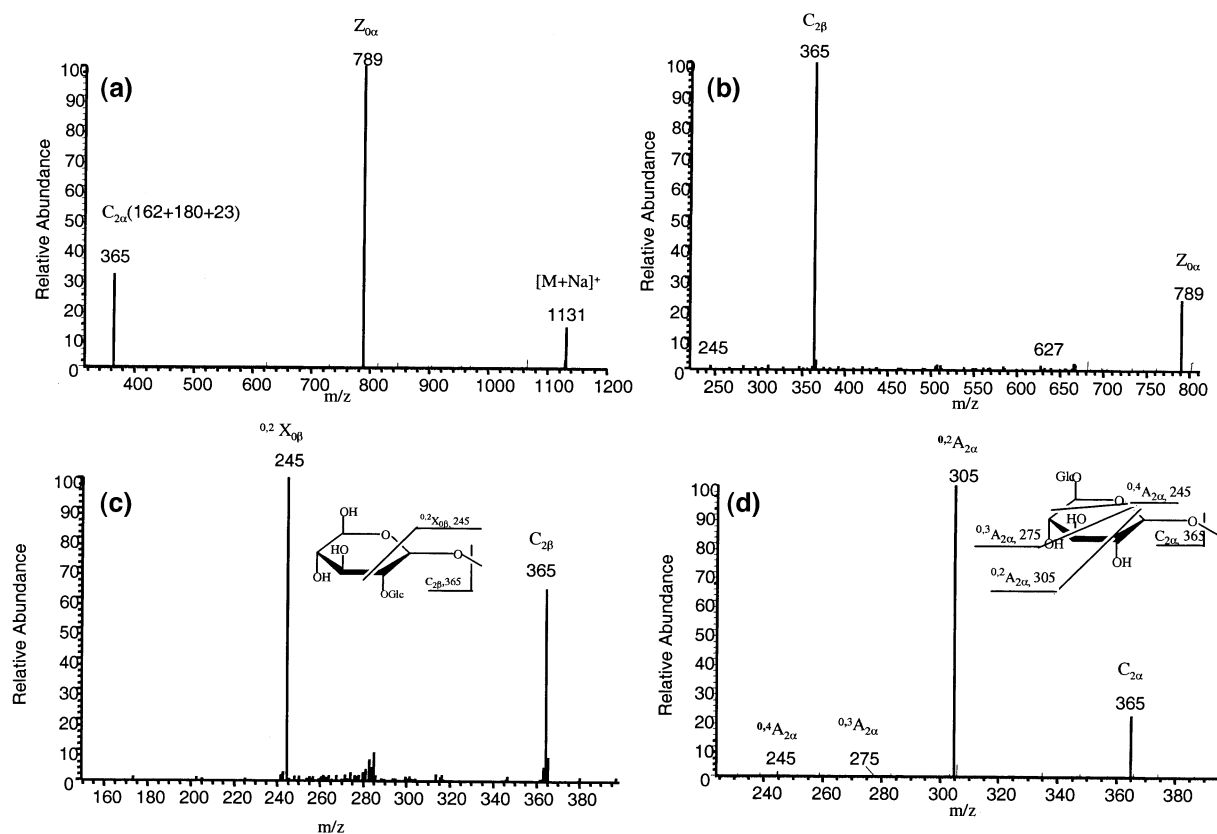 Z0α
789
(a)
C2α(162+180+23)
365
[M+Na]+
1131
Relative Abundance
100
90
80
70
60
50
40
30
20
10
0
400 500 600 700 800 900 1000 1100 1200
m/z
C2β
365
(b)
Z0α
789
245
627
Relative Abundance
100
90
80
70
60
50
40
30
20
10
0
250 300 350 400 450 500 550 600 650 700 750 800
m/z
0,2 X0β
245
(c)
OH
O
HO
OH
O
OGlc
0,2X0β, 245
C2β,365
C2β
365
Relative Abundance
100
90
80
70
60
50
40
30
20
10
0
160 180 200 220 240 260 280 300 320 340 360 380
m/z
0,2A2α
305
(d)
GlcO
O
HO
OH
OH
O
0,4A2α, 245
0,3A2α, 275
0,2A2α, 305
C2α, 365
C2α
365
0,4A2α
245
0,3A2α
275
Relative Abundance
100
90
80
70
60
50
40
30
20
10
0
240 260 280 300 320 340 360 380
m/z